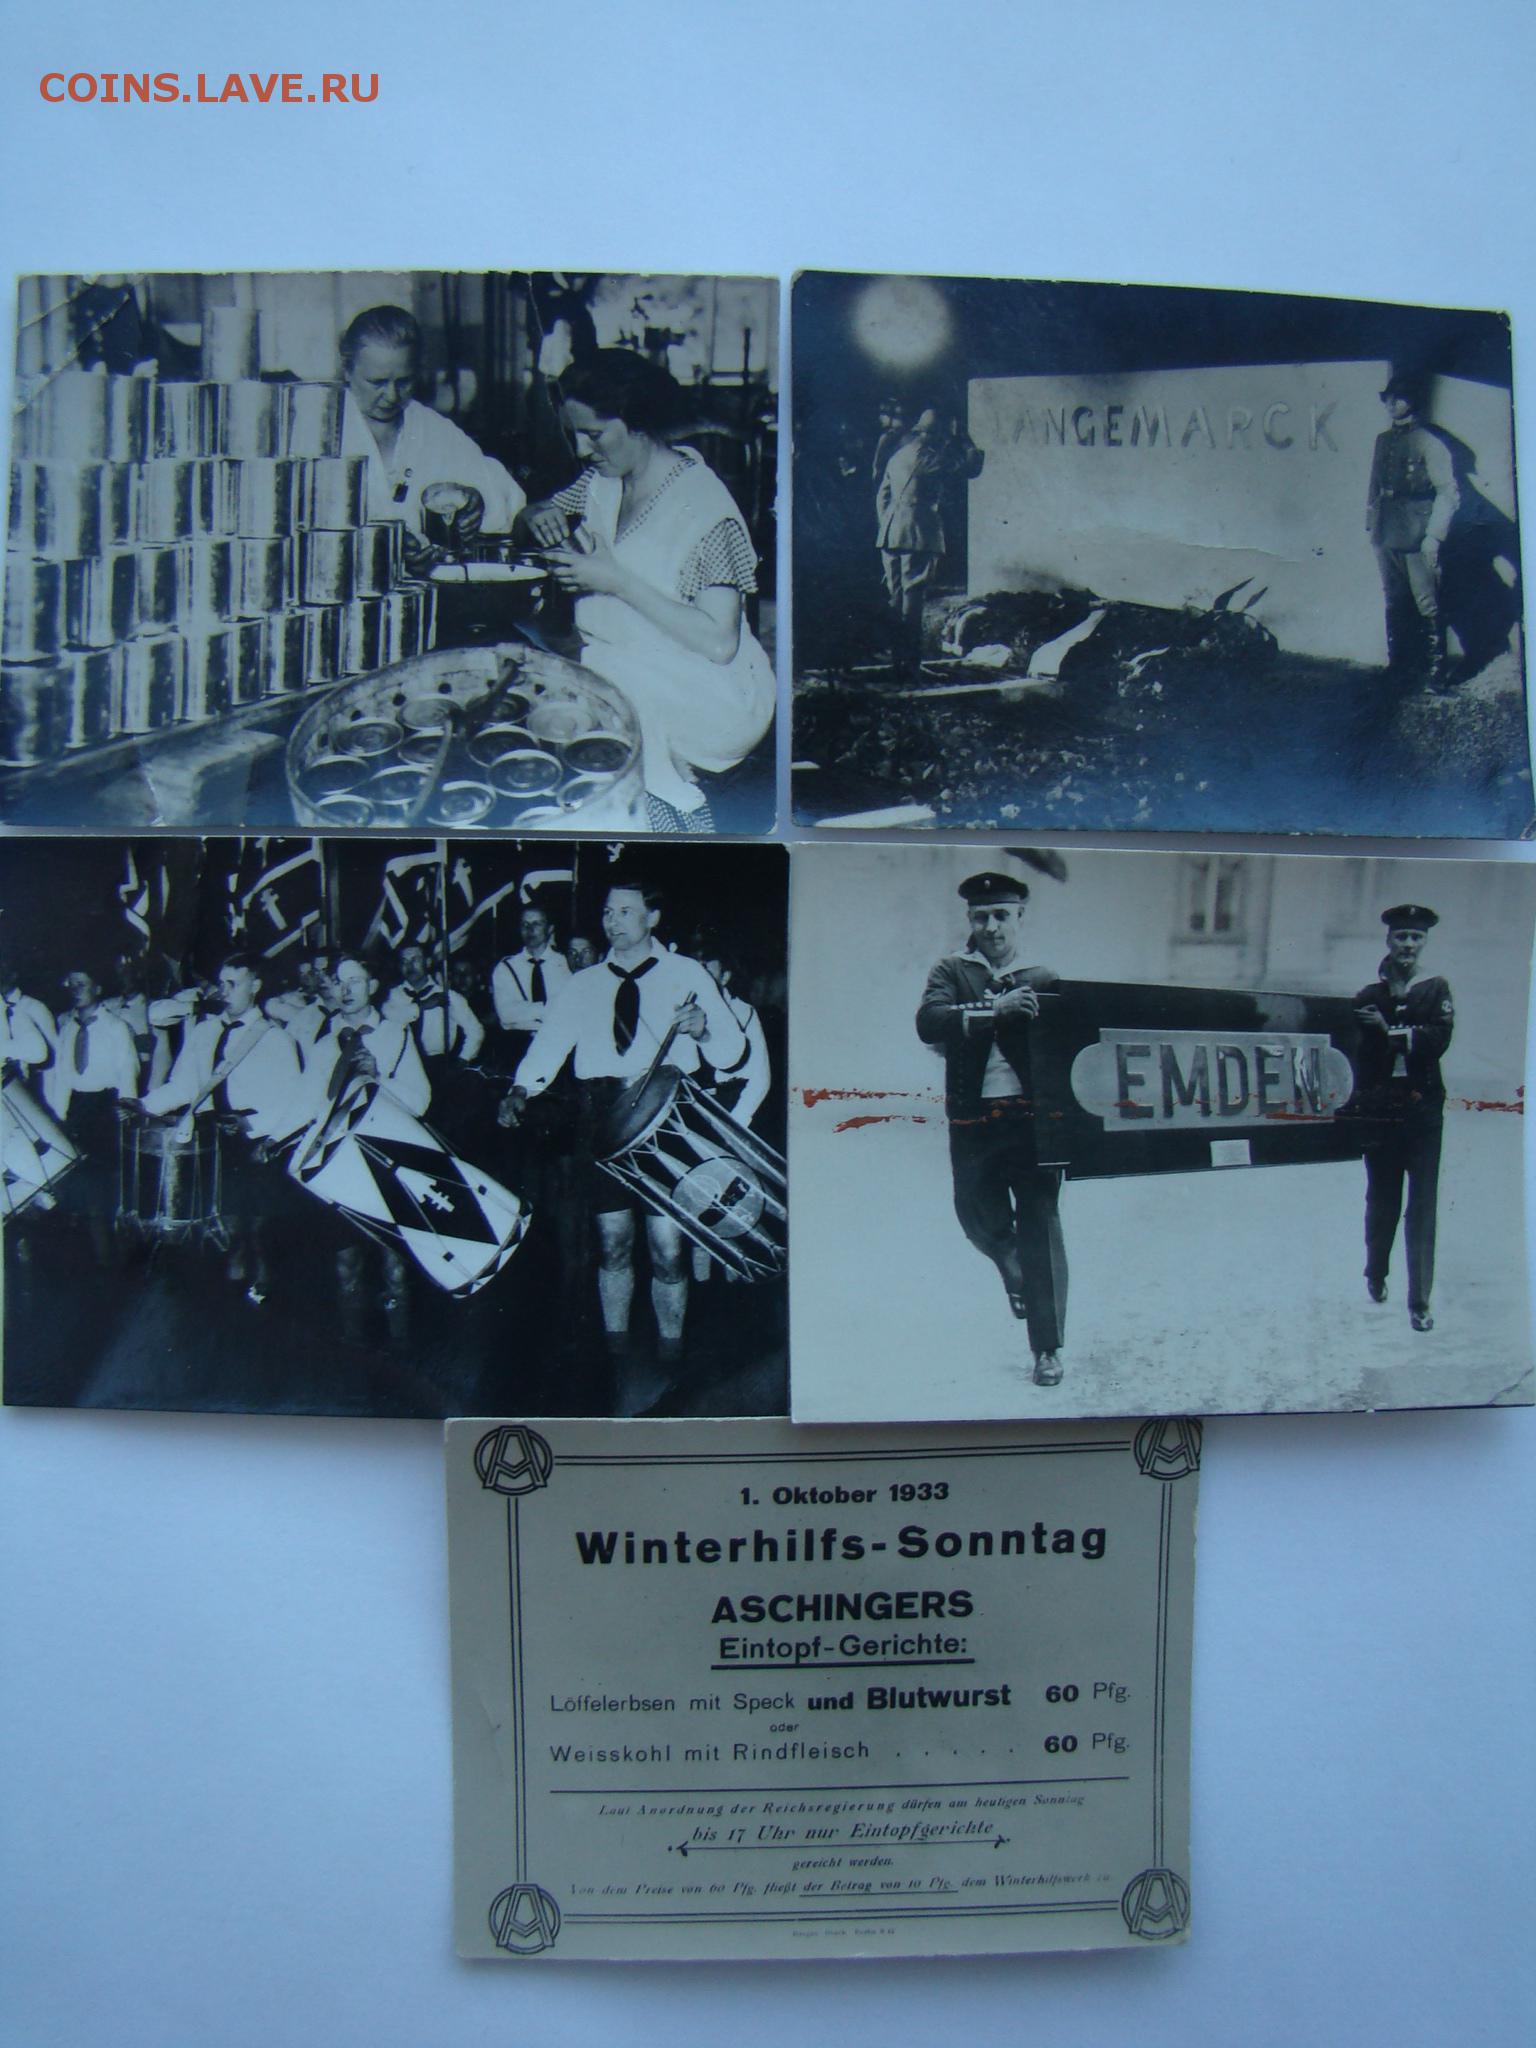 COINS.LAVE.RU
LANGEMARCK
EMDEN
1. Oktober 1933
Winterhilfs-Sonntag
ASCHINGERS
Eintopf-Gerichte:
Löffelerbsen mit Speck und Blutwurst 60 Pfg.
oder
Weisskohl mit Rindfleisch . . . . . 60 Pfg.
Laut Anordnung der Reichsregierung dürfen am heutigen Sonntag
bis 17 Uhr nur Eintopfgerichte
gereicht werden.
Von dem Preise von 60 Pfg. fließt der Betrag von 10 Pfg. dem Winterhilfswerk zu